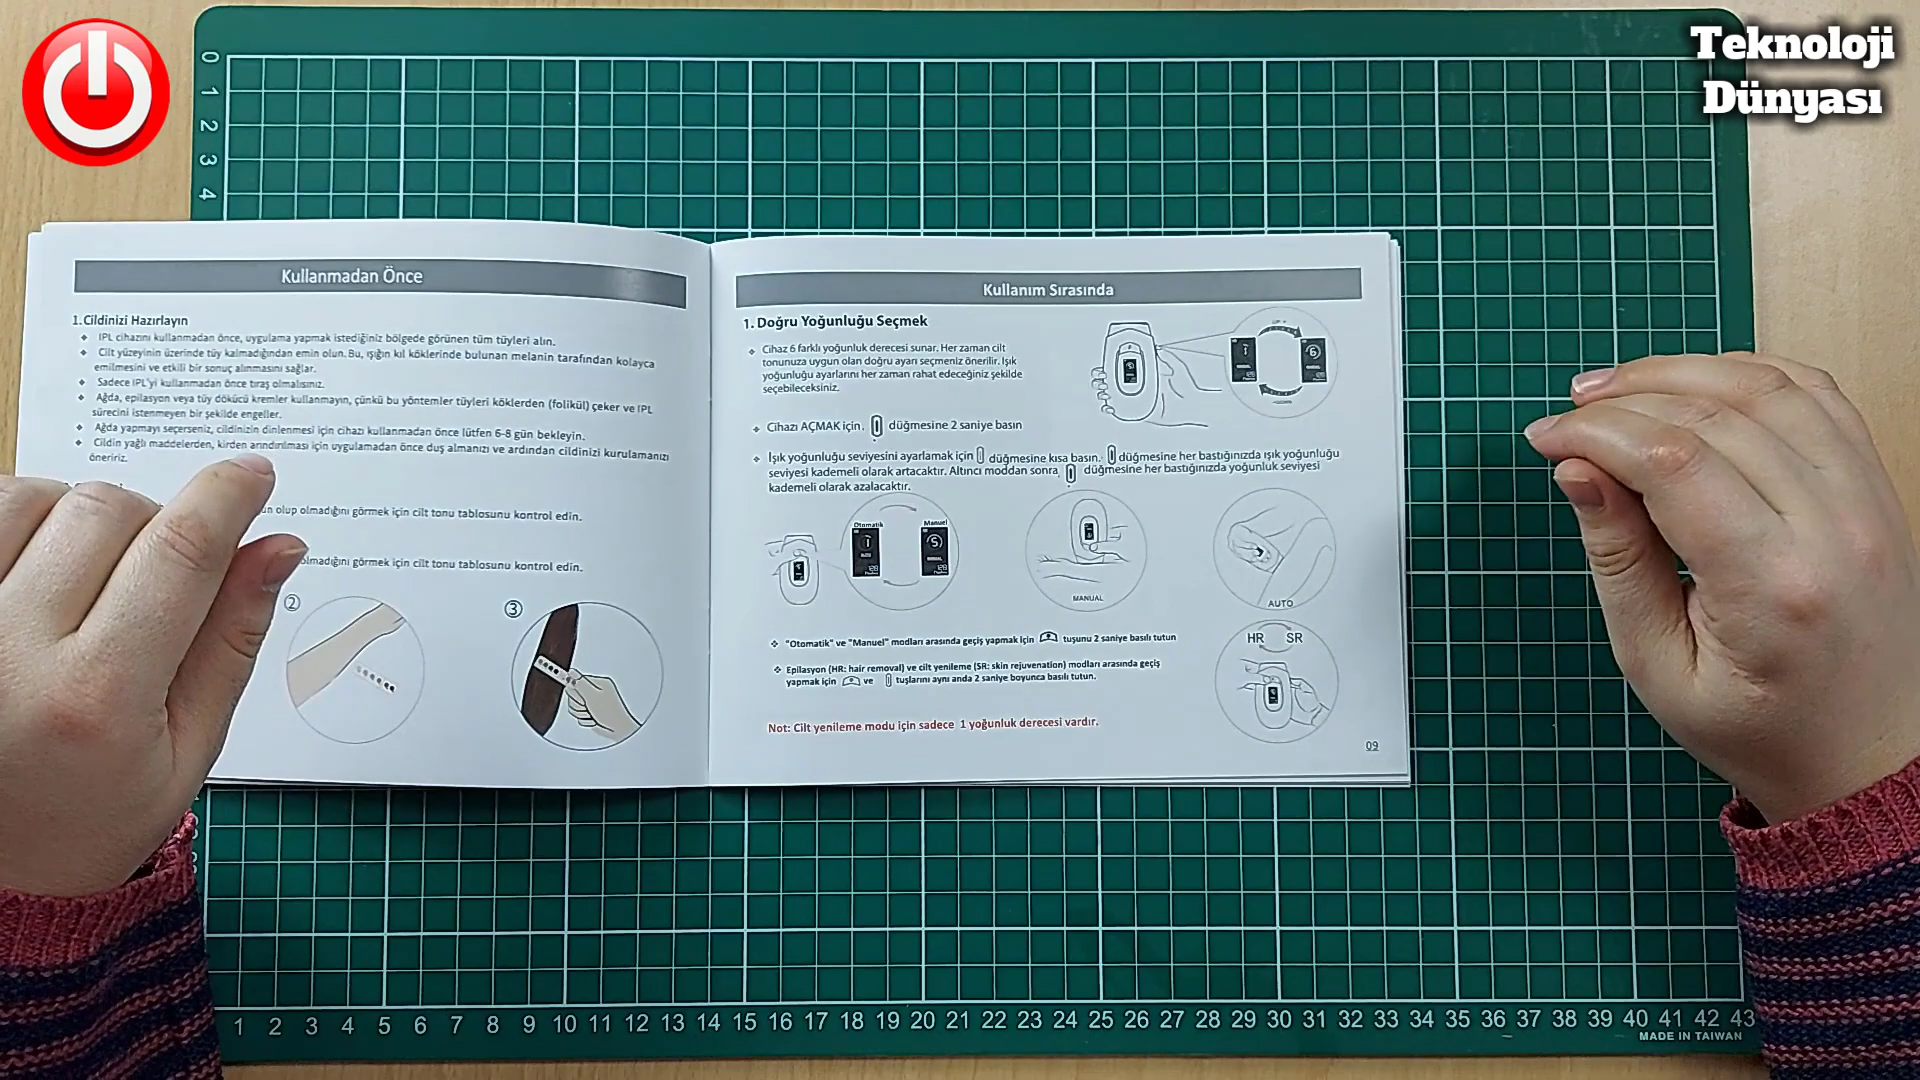 Teknoloji
Dünyası
0
1
2
3
4
Kullanmadan Önce
1. Cildinizi Hazırlayın
IPL cihazını kullanmadan önce, uygulama yapmak istediğiniz bölgede görünen tüm tüyleri alın.
Cilt yüzeyinin üzerinde tüy kalmadığından emin olun. Bu, ışığın kıl köklerinde bulunan melanin tarafından kolayca
emilmesini ve etkili bir sonuç alınmasını sağlar.
Sadece IPL'yi kullanmadan önce tıraş olmalısınız.
Ağda, epilasyon veya tüy dökücü kremler kullanmayın, çünkü bu yöntemler tüyleri köklerden (folikül) çeker ve IPL
sürecini istenmeyen bir şekilde engeller.
Ağda yapmayı seçerseniz, cildinizin dinlenmesi için cihazı kullanmadan önce lütfen 6-8 gün bekleyin.
Cildin yağlı maddelerden, kirden arındırılması için uygulamadan önce duş almanızı ve ardından cildinizi kurulamanızı
öneririz.
olup olmadığını görmek için cilt tonu tablosunu kontrol edin.
olmadığını görmek için cilt tonu tablosunu kontrol edin.
② ③
Kullanım Sırasında
1. Doğru Yoğunluğu Seçmek
Cihaz 6 farklı yoğunluk derecesi sunar. Her zaman cilt
tonunuza uygun olan doğru ayarı seçmeniz önerilir. Işık
yoğunluğu ayarlarını her zaman rahat edeceğiniz şekilde
seçebileceksiniz.
Cihazı AÇMAK için, düğmesine 2 saniye basın
Işık yoğunluğu seviyesini ayarlamak için düğmesine kısa basın. düğmesine her bastığınızda ışık yoğunluğu
seviyesi kademeli olarak artacaktır. Altıncı moddan sonra, düğmesine her bastığınızda yoğunluk seviyesi
kademeli olarak azalacaktır.
Otomatik Manuel
MANUAL
AUTO
"Otomatik" ve "Manuel" modları arasında geçiş yapmak için tuşunu 2 saniye basılı tutun
HR SR
Epilasyon (HR: hair removal) ve cilt yenileme (SR: skin rejuvenation) modları arasında geçiş
yapmak için ve tuşlarını aynı anda 2 saniye boyunca basılı tutun.
Not: Cilt yenileme modu için sadece 1 yoğunluk derecesi vardır.
09
1 2 3 4 5 6 7 8 9 10 11 12 13 14 15 16 17 18 19 20 21 22 23 24 25 26 27 28 29 30 31 32 33 34 35 36 37 38 39 40 41 42 43
MADE IN TAIWAN